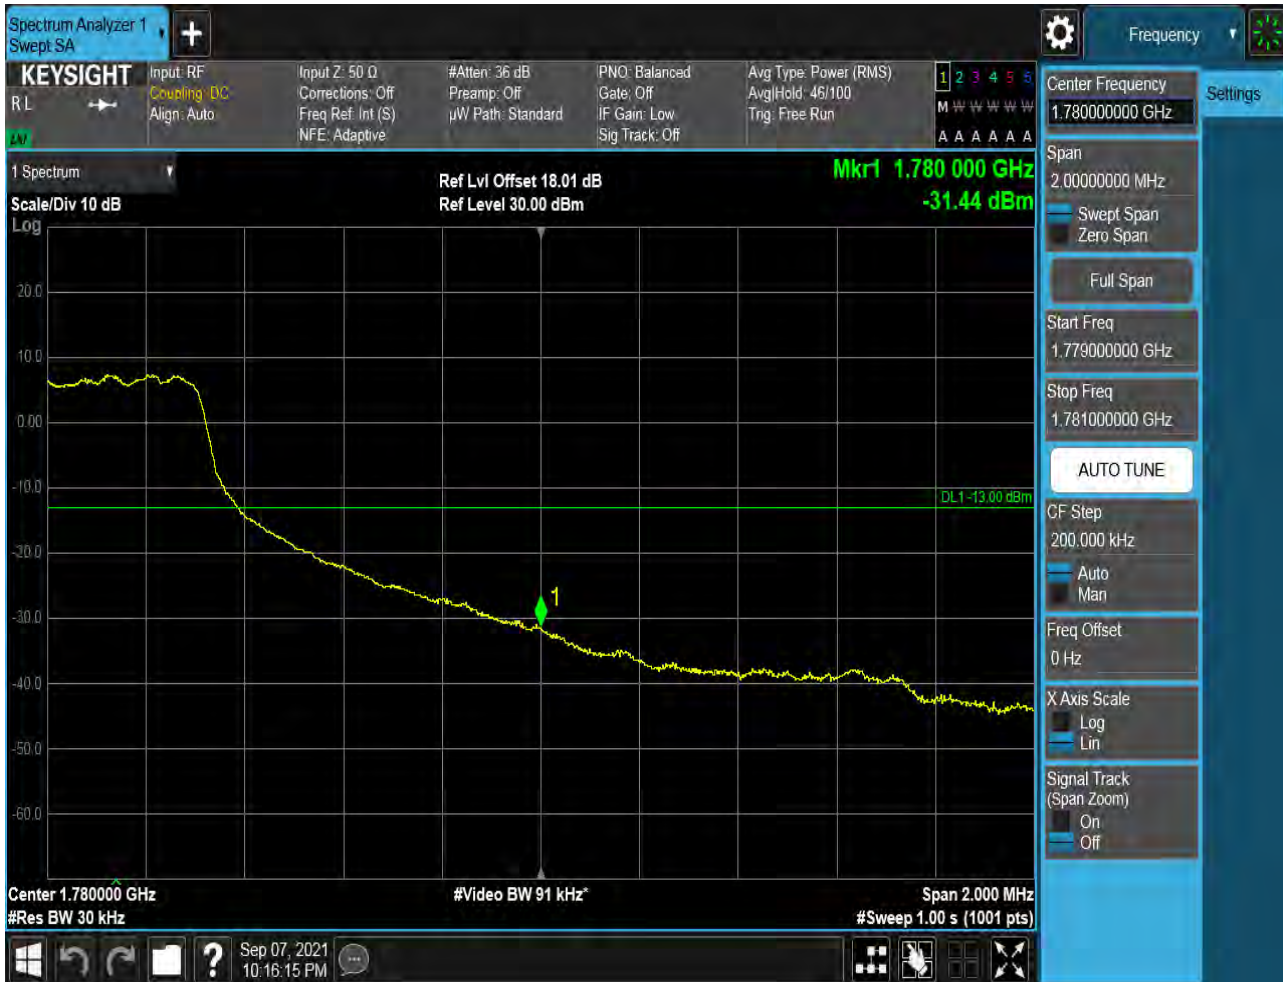 Spectrum Analyzer 1
Swept SA
Frequency
KEYSIGHT
R L
Input: RF
Coupling: DC
Align: Auto
Input Z: 50 Ω
Corrections: Off
Freq Ref: Int (S)
NFE: Adaptive
#Atten: 36 dB
Preamp: Off
µW Path: Standard
PNO: Balanced
Gate: Off
IF Gain: Low
Sig Track: Off
Avg Type: Power (RMS)
Avg|Hold: 46/100
Trig: Free Run
1 2 3 4 5 6
M W W W W W
A A A A A A
1 Spectrum
Scale/Div 10 dB
Log
Ref Lvl Offset 18.01 dB
Ref Level 30.00 dBm
Mkr1 1.780 000 GHz
-31.44 dBm
20.0
10.0
0.00
-10.0
-20.0
-30.0
-40.0
-50.0
-60.0
DL1 -13.00 dBm
1
Center 1.780000 GHz
#Res BW 30 kHz
#Video BW 91 kHz*
Span 2.000 MHz
#Sweep 1.00 s (1001 pts)
Center Frequency
1.780000000 GHz
Settings
Span
2.00000000 MHz
Swept Span
Zero Span
Full Span
Start Freq
1.779000000 GHz
Stop Freq
1.781000000 GHz
AUTO TUNE
CF Step
200.000 kHz
Auto
Man
Freq Offset
0 Hz
X Axis Scale
Log
Lin
Signal Track
(Span Zoom)
On
Off
?
Sep 07, 2021
10:16:15 PM